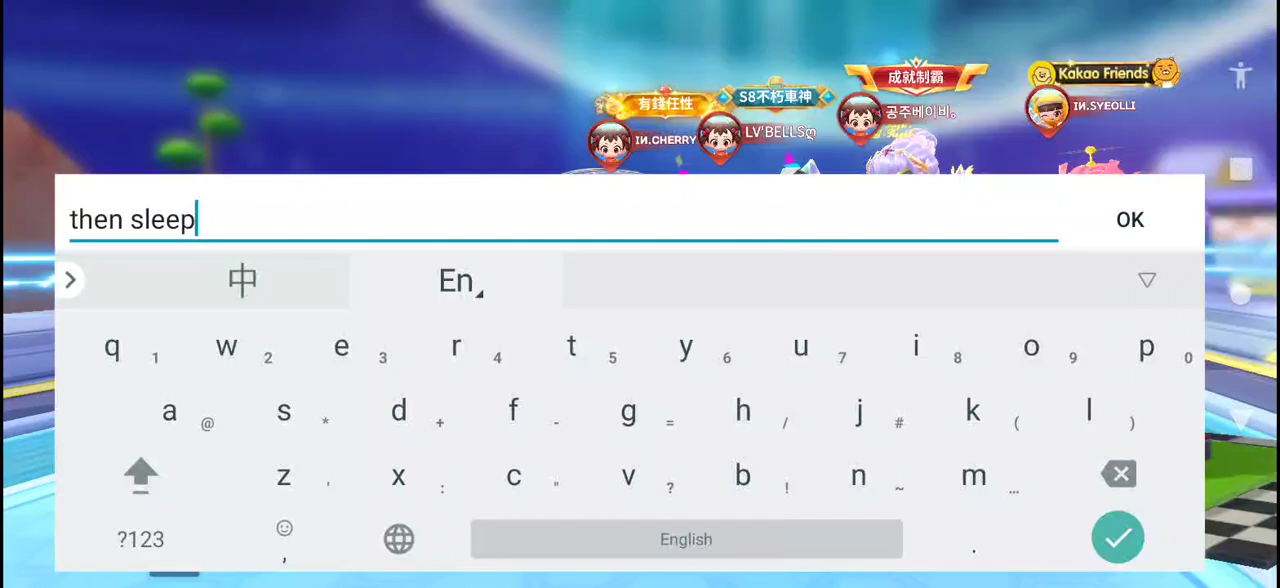 成就制霸
Kakao Friends
有錢任性
S8不朽車神
공주베이비。
IN.SYEOLLI
IN.CHERRY
LV'BELLSღ
then sleep
OK
中
En
q 1 w 2 e 3 r 4 t 5 y 6 u 7 i 8 o 9 p 0
a @ s * d + f - g = h / j # k ( l )
z ' x : c " v ? b ! n ~ m ...
?123 , English .